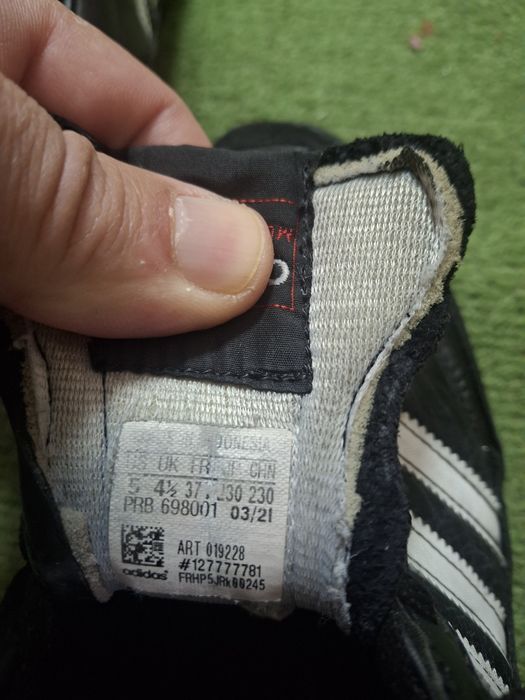 US UK FR JP CHN
5 4½ 37 230 230
PRB 698001 03/21
ART 019228
#127777781
adidas FRHP5JRk00245